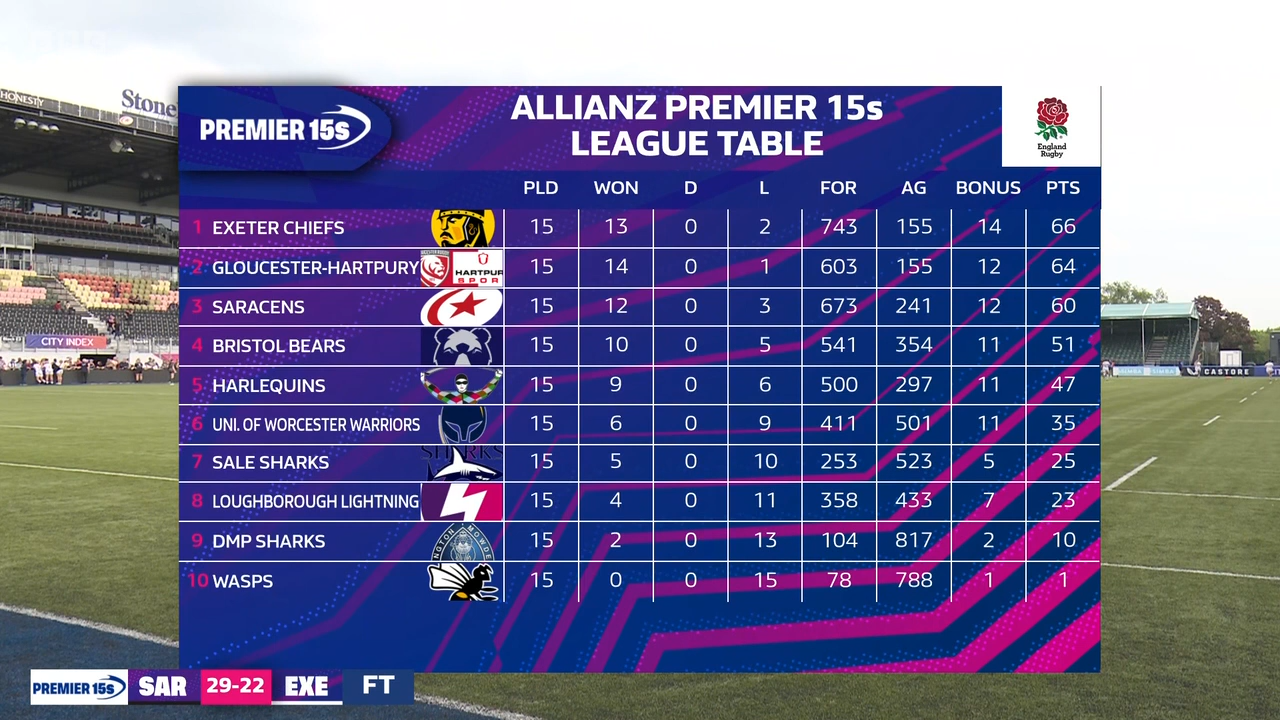 HONESTY
Stone
PREMIER 15s
ALLIANZ PREMIER 15s
LEAGUE TABLE
England
Rugby
PLD WON D L FOR AG BONUS PTS
1 EXETER CHIEFS 15 13 0 2 743 155 14 66
2 GLOUCESTER-HARTPURY HARTPUR SPOR 15 14 0 1 603 155 12 64
3 SARACENS 15 12 0 3 673 241 12 60
4 BRISTOL BEARS 15 10 0 5 541 354 11 51
5 HARLEQUINS 15 9 0 6 500 297 11 47
6 UNI. OF WORCESTER WARRIORS 15 6 0 9 411 501 11 35
7 SALE SHARKS SHARKS 15 5 0 10 253 523 5 25
8 LOUGHBOROUGH LIGHTNING 15 4 0 11 358 433 7 23
9 DMP SHARKS NGTON MOWDE 15 2 0 13 104 817 2 10
10 WASPS 15 0 0 15 78 788 1 1
CITY INDEX
CASTORE
PREMIER 15s SAR 29-22 EXE FT